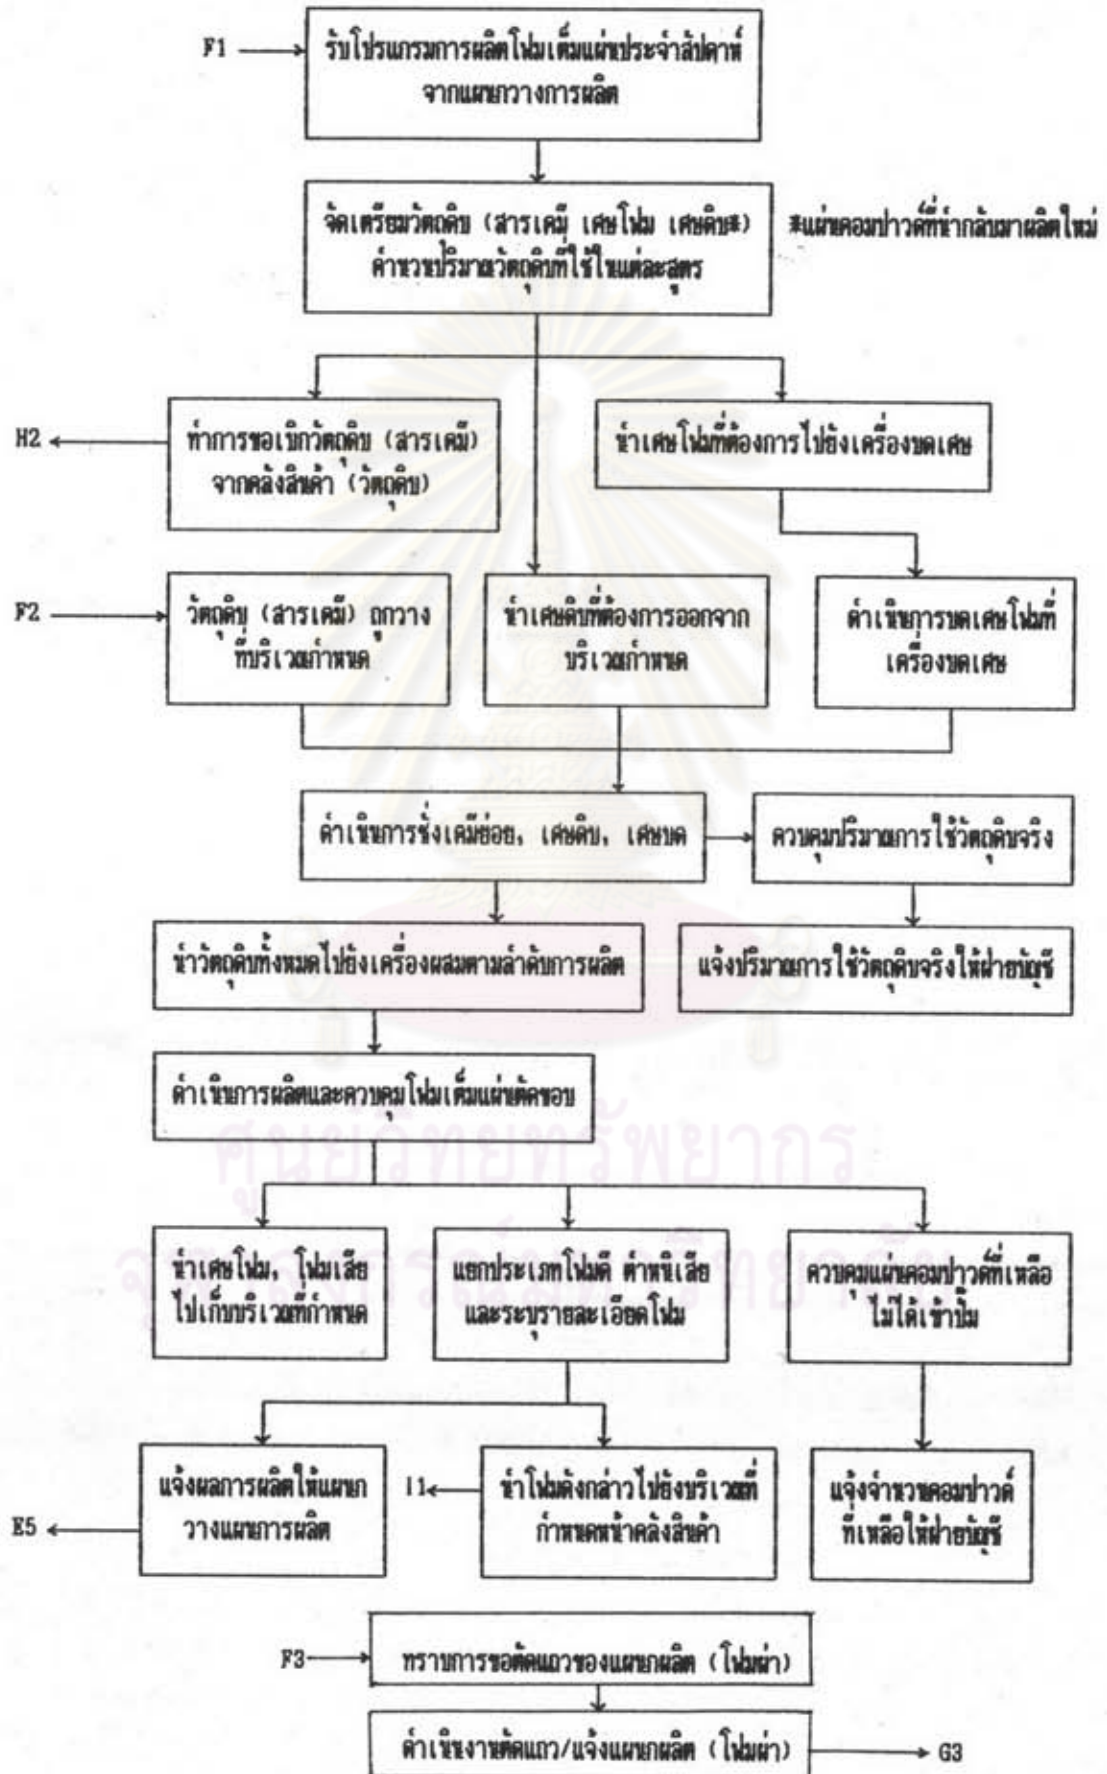 F1
รับโปรแกรมการผลิตโฟมเต็มแผ่นประจำสัปดาห์
จากแผนกวางการผลิต
จัดเตรียมวัตถุดิบ (สารเคมี เศษโฟม เศษดิบ*)
คำนวนปริมาณวัตถุดิบที่ใช้ในแต่ละสูตร
*แผ่นคอมปาวด์ที่นำกลับมาผลิตใหม่
H2
ทำการขอเบิกวัตถุดิบ (สารเคมี)
จากคลังสินค้า (วัตถุดิบ)
นำเศษโฟมที่ต้องการไปยังเครื่องบดเศษ
F2
วัตถุดิบ (สารเคมี) ถูกวาง
ที่บริเวณกำหนด
นำเศษดิบที่ต้องการออกจาก
บริเวณกำหนด
ดำเนินการบดเศษโฟมที่
เครื่องบดเศษ
ดำเนินการชั่งเคมีย่อย, เศษดิบ, เศษบด
ควบคุมปริมาณการใช้วัตถุดิบจริง
นำวัตถุดิบทั้งหมดไปยังเครื่องผสมตามลำดับการผลิต
แจ้งปริมาณการใช้วัตถุดิบจริงให้ฝ่ายบัญชี
ดำเนินการผลิตและควบคุมโฟมเต็มแผ่นตัดขอบ
ศูนย์วิทยทรัพยากร
จุฬาลงกรณ์มหาวิทยาลัย
นำเศษโฟม, โฟมเสีย
ไปเก็บบริเวณที่กำหนด
แยกประเภทโฟมดี ตำหนิเสีย
และระบุรายละเอียดโฟม
ควบคุมแผ่นคอมปาวด์ที่เหลือ
ไม่ได้เข้าปั๊ม
E5
แจ้งผลการผลิตให้แผนก
วางแผนการผลิต
I1
นำโฟมดังกล่าวไปยังบริเวณที่
กำหนดหน้าคลังสินค้า
แจ้งจำนวนคอมปาวด์
ที่เหลือให้ฝ่ายบัญชี
F3
ทราบการขอตัดแถวของแผนกผลิต (โฟมผ่า)
ดำเนินงานตัดแถว/แจ้งแผนกผลิต (โฟมผ่า)
G3